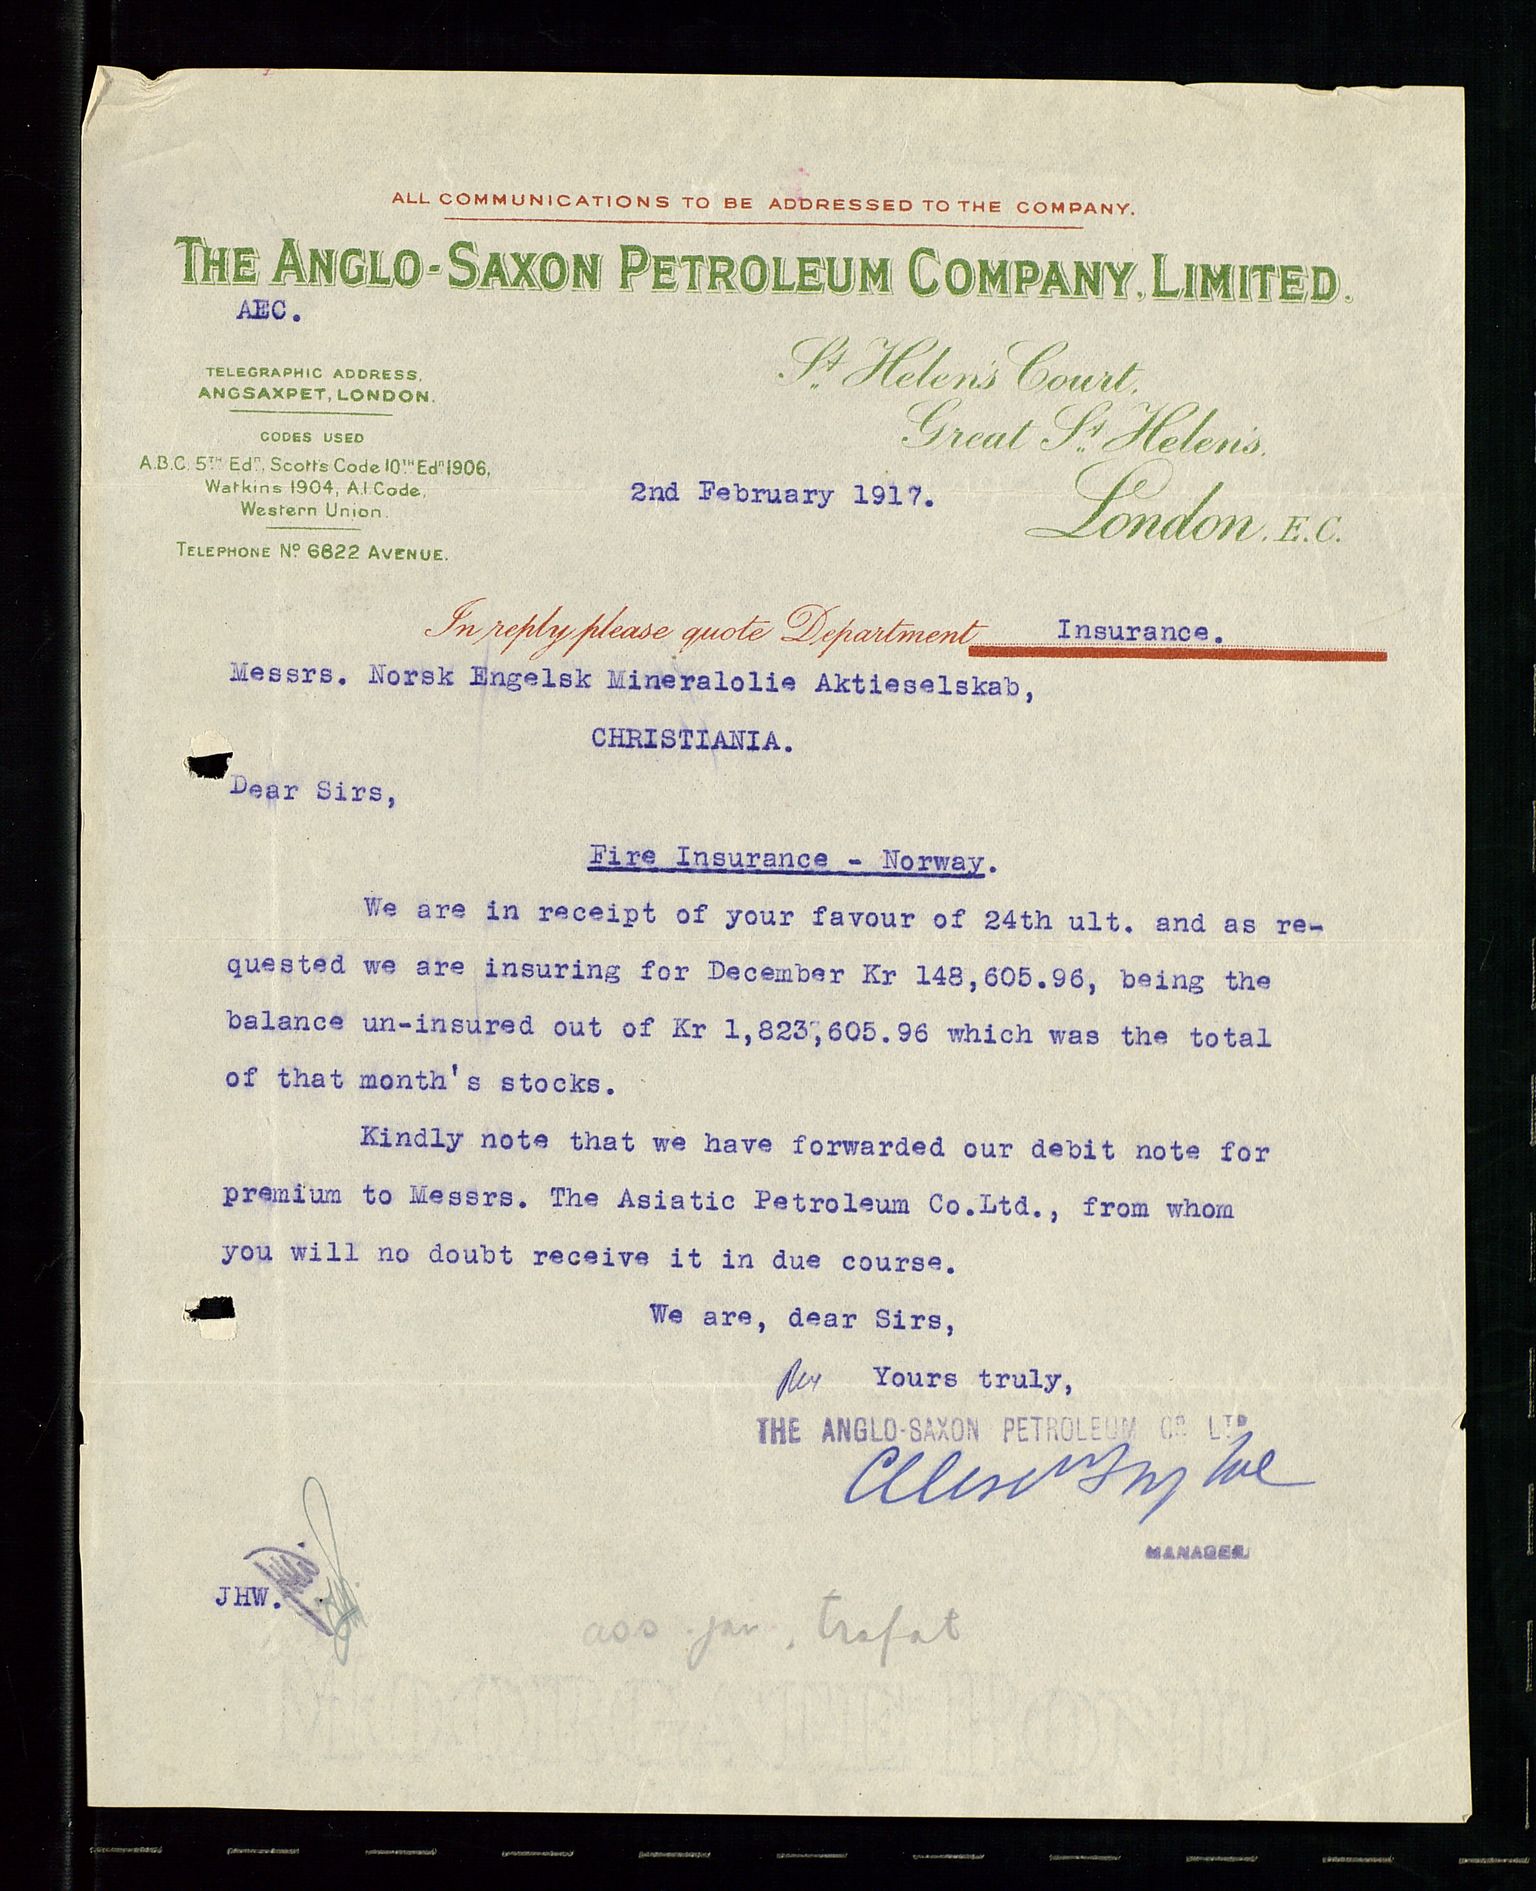 ALL COMMUNICATIONS TO BE ADDRESSED TO THE COMPANY.
THE ANGLO-SAXON PETROLEUM COMPANY, LIMITED.
AEC.
TELEGRAPHIC ADDRESS,
ANGSAXPET, LONDON.
CODES USED
A.B.C. 5TH Edn, Scott's Code 10TH Edn 1906,
Watkins 1904, A.I. Code,
Western Union.
TELEPHONE No 6822 AVENUE.
St Helen's Court,
Great St Helen's.
London. E.C.
2nd February 1917.
In reply please quote Department Insurance.
Messrs. Norsk Engelsk Mineralolie Aktieselskab,
CHRISTIANIA.
Dear Sirs,
Fire Insurance - Norway.
We are in receipt of your favour of 24th ult. and as re-
quested we are insuring for December Kr 148,605.96, being the
balance un-insured out of Kr 1,823,605.96 which was the total
of that month's stocks.
Kindly note that we have forwarded our debit note for
premium to Messrs. The Asiatic Petroleum Co.Ltd., from whom
you will no doubt receive it in due course.
We are, dear Sirs,
Yours truly,
THE ANGLO-SAXON PETROLEUM CO. LTD
MANAGER
JHW.